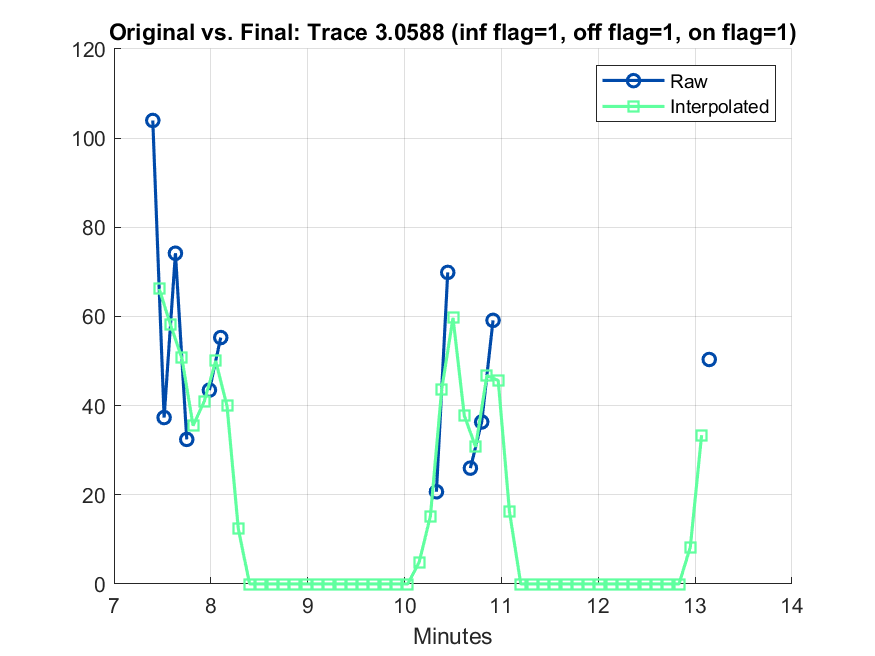 Original vs. Final: Trace 3.0588 (inf flag=1, off flag=1, on flag=1)
120
100
80
60
40
20
0
Raw
Interpolated
7 8 9 10 11 12 13 14
Minutes